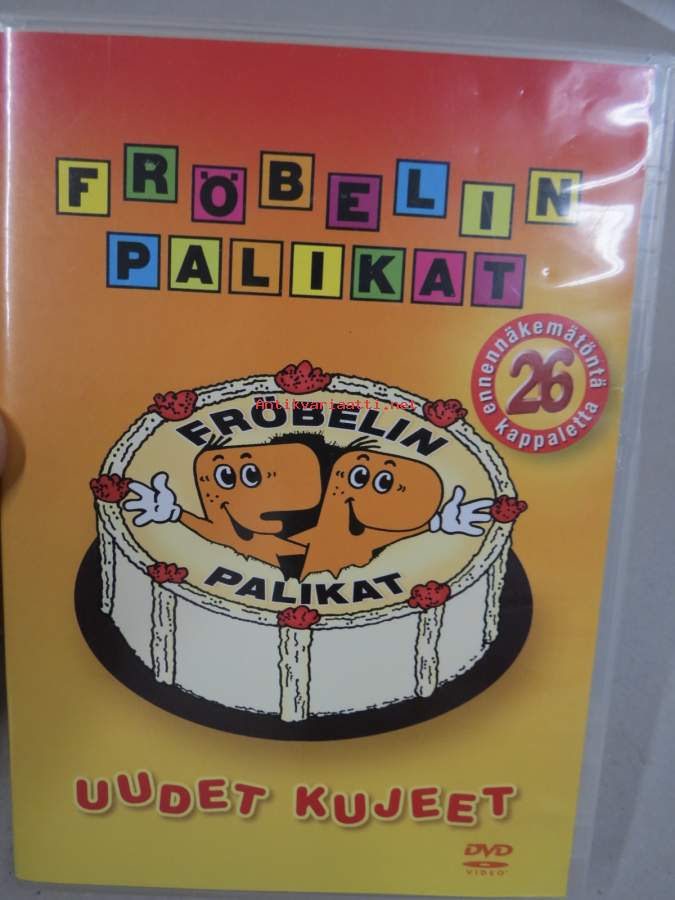 FRÖBELIN
PALIKAT
ennennäkemätöntä
26
kappaletta
Antikvariaatti.net
FRÖBELIN
PALIKAT
UUDET KUJEET
DVD
VIDEO